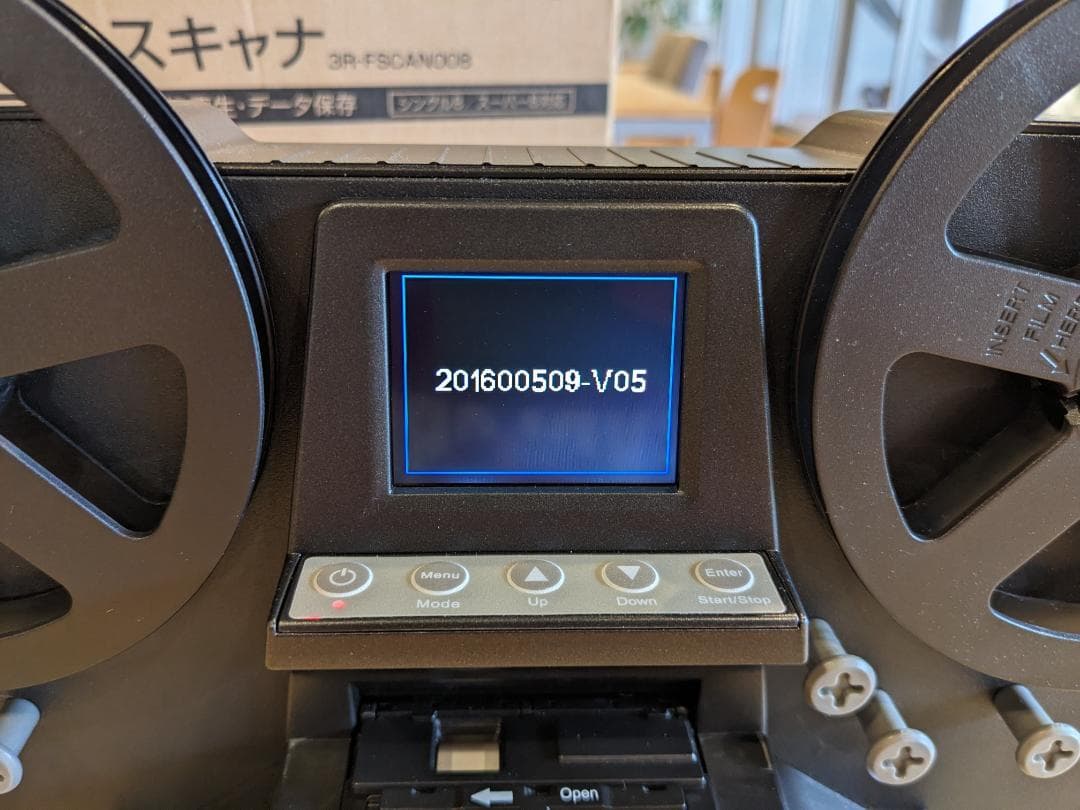 スキャナ 3R-FSCAN008
生・データ保存 シングル8／スーパー8対応
INSERT
FILM
HERE
201600509-V05
Menu Enter
Mode Up Down Start/Stop
Open